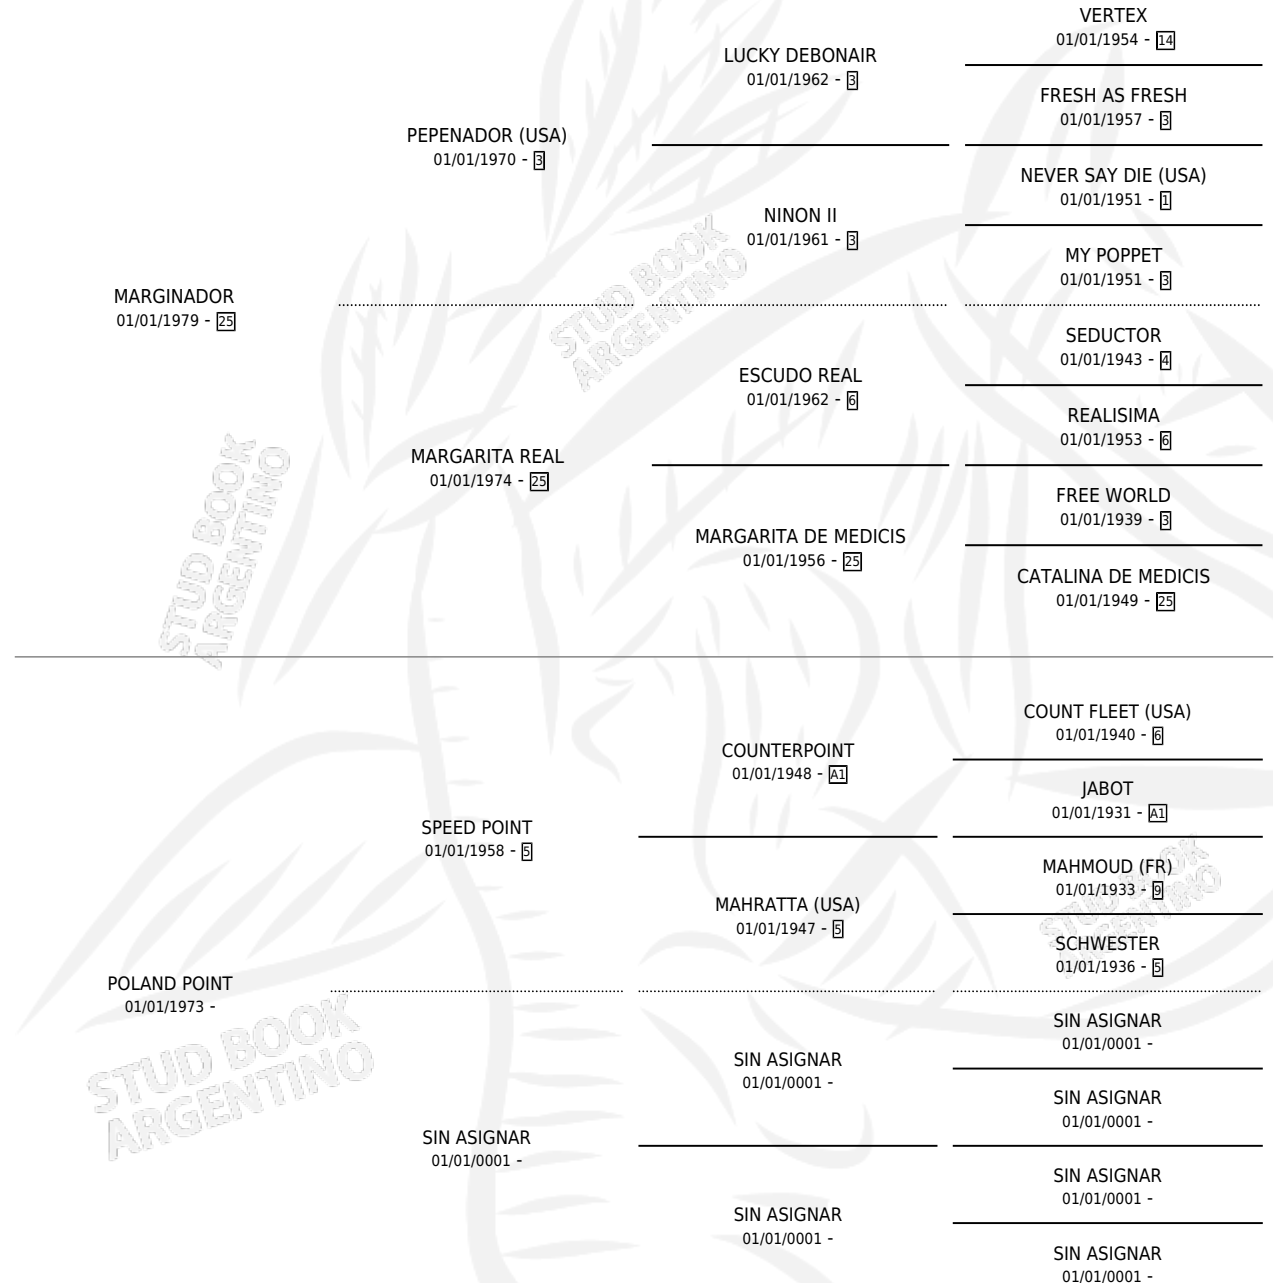 VERTEX
01/01/1954 - 14
LUCKY DEBONAIR
01/01/1962 - 3
FRESH AS FRESH
01/01/1957 - 3
PEPENADOR (USA)
01/01/1970 - 3
NEVER SAY DIE (USA)
01/01/1951 - 1
NINON II
01/01/1961 - 3
MY POPPET
01/01/1951 - 3
MARGINADOR
01/01/1979 - 25
SEDUCTOR
01/01/1943 - 4
ESCUDO REAL
01/01/1962 - 6
REALISIMA
01/01/1953 - 6
MARGARITA REAL
01/01/1974 - 25
FREE WORLD
01/01/1939 - 3
MARGARITA DE MEDICIS
01/01/1956 - 25
CATALINA DE MEDICIS
01/01/1949 - 25
COUNT FLEET (USA)
01/01/1940 - 6
COUNTERPOINT
01/01/1948 - A1
JABOT
01/01/1931 - A1
SPEED POINT
01/01/1958 - 5
MAHMOUD (FR)
01/01/1933 - 9
MAHRATTA (USA)
01/01/1947 - 5
SCHWESTER
01/01/1936 - 5
POLAND POINT
01/01/1973 -
SIN ASIGNAR
01/01/0001 -
SIN ASIGNAR
01/01/0001 -
SIN ASIGNAR
01/01/0001 -
SIN ASIGNAR
01/01/0001 -
SIN ASIGNAR
01/01/0001 -
SIN ASIGNAR
01/01/0001 -
SIN ASIGNAR
01/01/0001 -
STUD BOOK
ARGENTINO
STUD BOOK
ARGENTINO
STUD BOOK
ARGENTINO
STUD BOOK
ARGENTINO